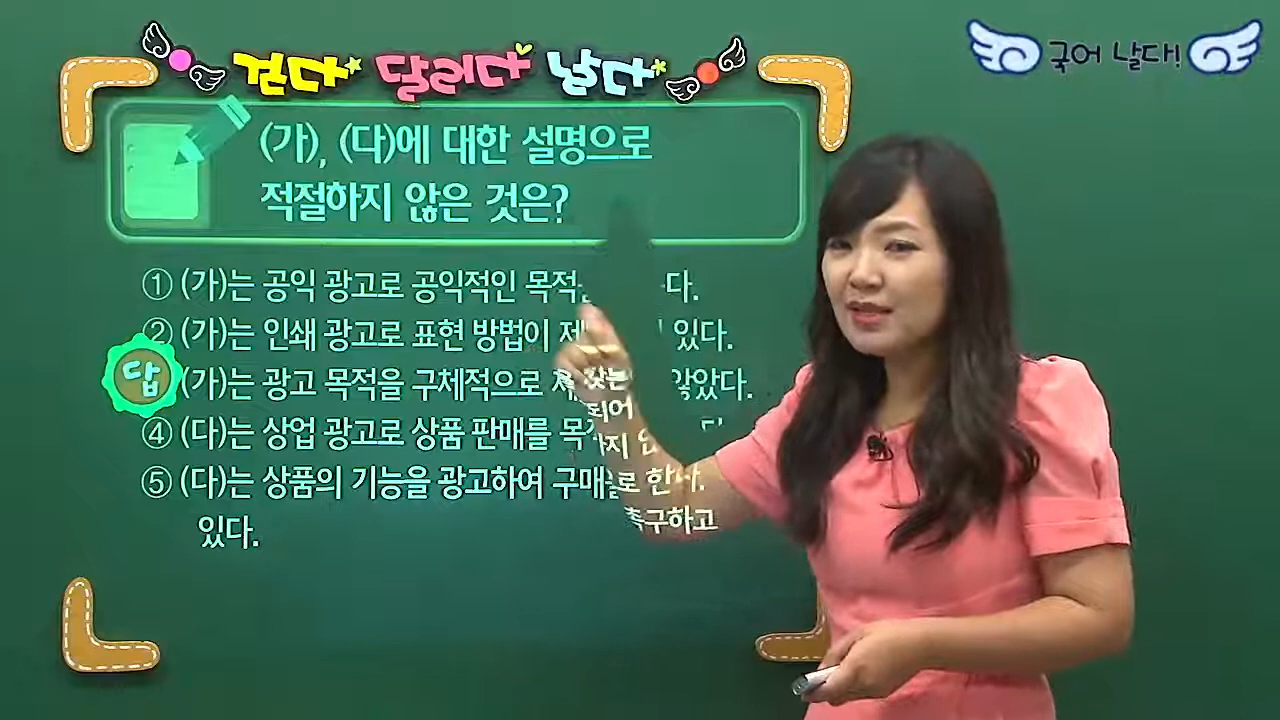 걷다 달리다 날다
국어 날다!
(가), (다)에 대한 설명으로
적절하지 않은 것은?
① (가)는 공익 광고로 공익적인 목적 다.
② (가)는 인쇄 광고로 표현 방법이 있다.
답 (가)는 광고 목적을 구체적으로 않았다.
④ (다)는 상업 광고로 상품 판매를 한다.
⑤ (다)는 상품의 기능을 광고하여 구매를 촉구하고
있다.